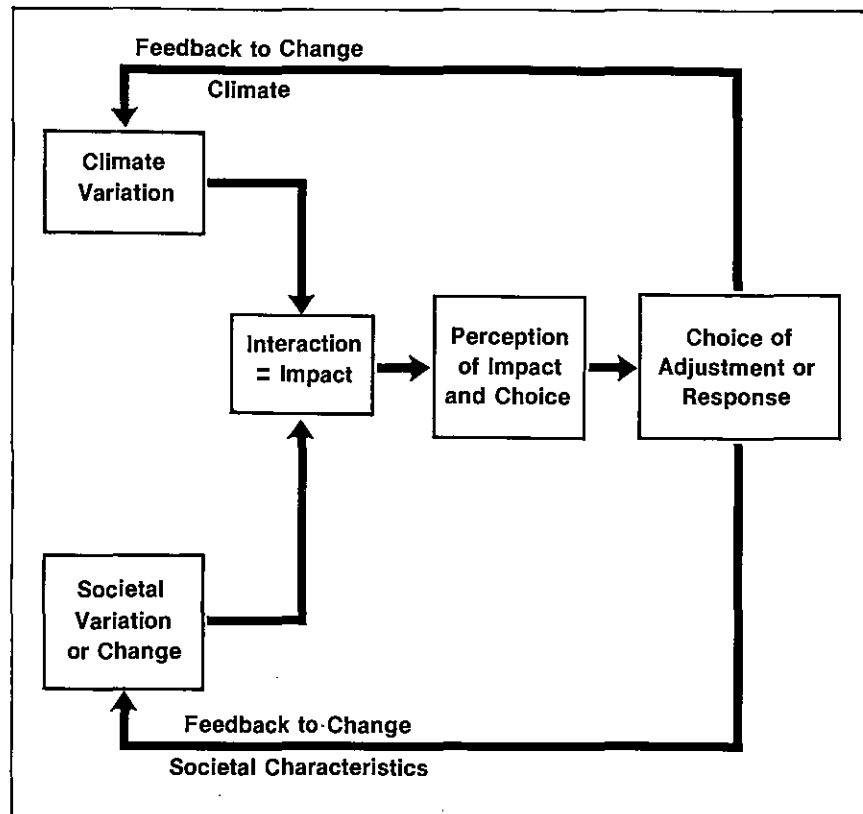 Feedback to Change
Climate
Climate
Variation
Interaction
= Impact
Perception
of Impact
and Choice
Choice of
Adjustment or
Response
Societal
Variation
or Change
Feedback to Change
Societal Characteristics